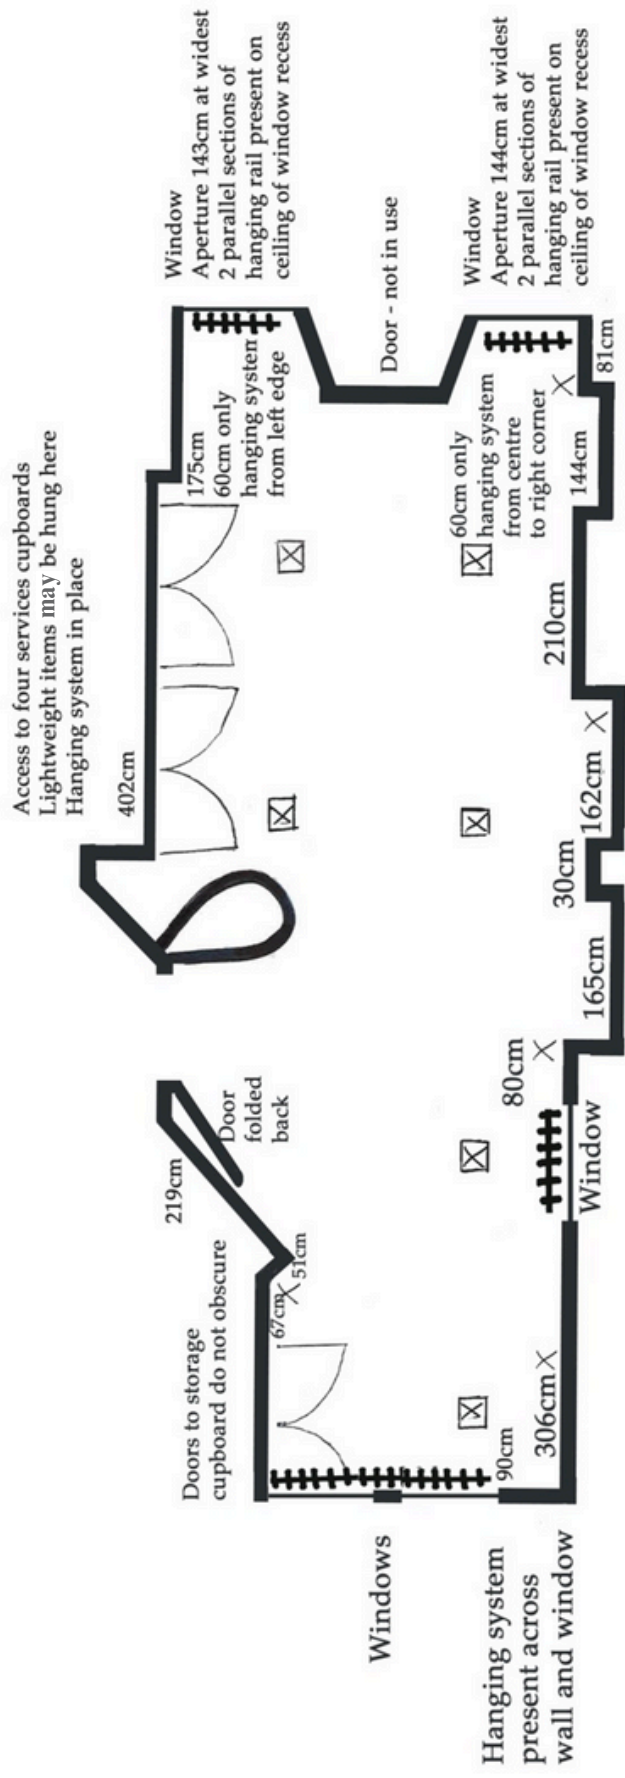 Access to four services cupboards
Lightweight items may be hung here
Hanging system in place
402cm
Window
Aperture 143cm at widest
2 parallel sections of
hanging rail present on
ceiling of window recess
175cm
60cm only
hanging system
from left edge
Door - not in use
Window
Aperture 144cm at widest
2 parallel sections of
hanging rail present on
ceiling of window recess
60cm only
hanging system
from centre
to right corner
81cm
144cm
210cm
162cm
30cm
165cm
80cm
Window
306cm
90cm
Door
folded
back
219cm
51cm
67cm
Doors to storage
cupboard do not obscure
Windows
Hanging system
present across
wall and window